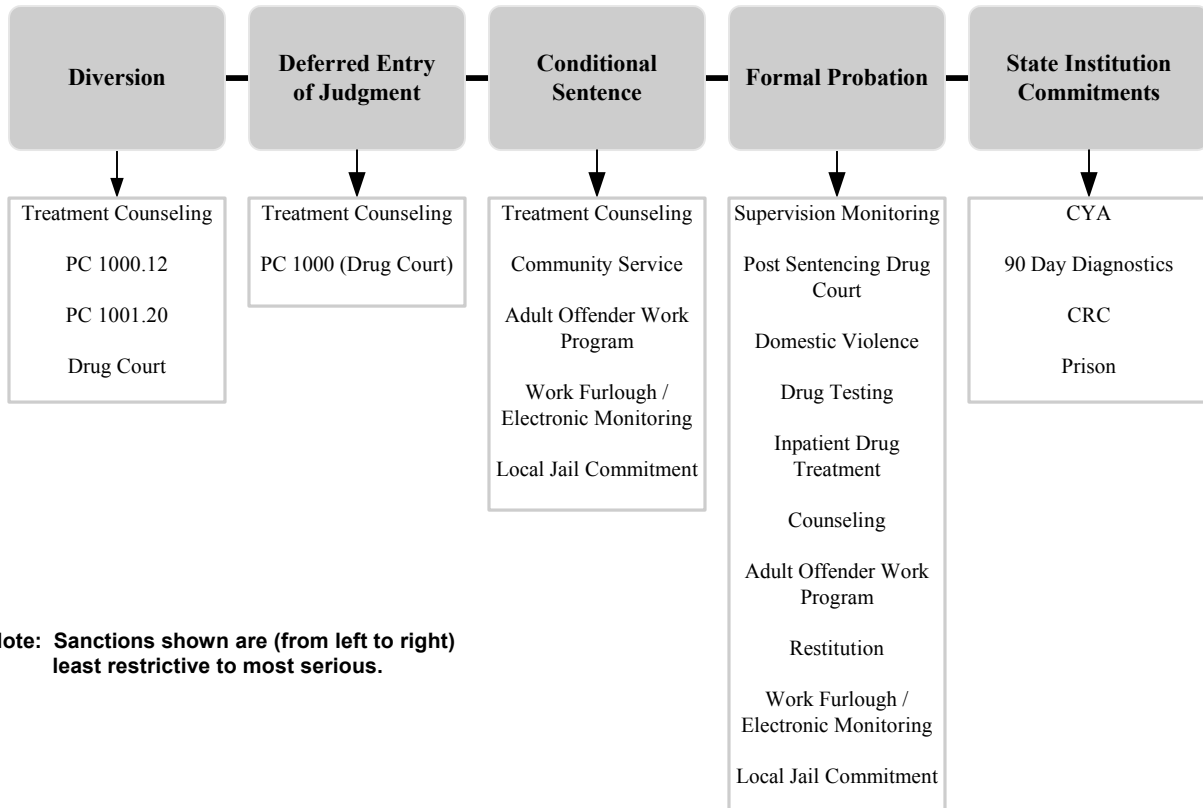 Diversion
Deferred Entry
of Judgment
Conditional
Sentence
Formal Probation
State Institution
Commitments
Treatment Counseling
PC 1000.12
PC 1001.20
Drug Court
Treatment Counseling
PC 1000 (Drug Court)
Treatment Counseling
Community Service
Adult Offender Work
Program
Work Furlough /
Electronic Monitoring
Local Jail Commitment
Supervision Monitoring
Post Sentencing Drug
Court
Domestic Violence
Drug Testing
Inpatient Drug
Treatment
Counseling
Adult Offender Work
Program
Restitution
Work Furlough /
Electronic Monitoring
Local Jail Commitment
CYA
90 Day Diagnostics
CRC
Prison
Note: Sanctions shown are (from left to right)
least restrictive to most serious.